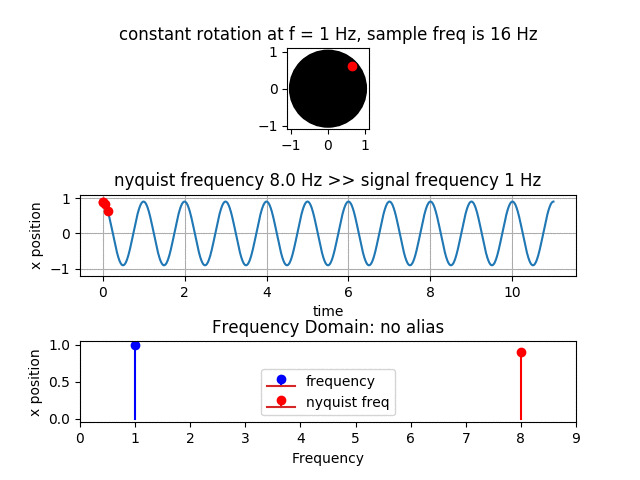 constant rotation at f = 1 Hz, sample freq is 16 Hz
1
0
−1
−1 0 1
nyquist frequency 8.0 Hz >> signal frequency 1 Hz
x position
1
0
−1
0 2 4 6 8 10
time
Frequency Domain: no alias
x position
1.0
0.5
0.0
frequency
nyquist freq
0 1 2 3 4 5 6 7 8 9
Frequency